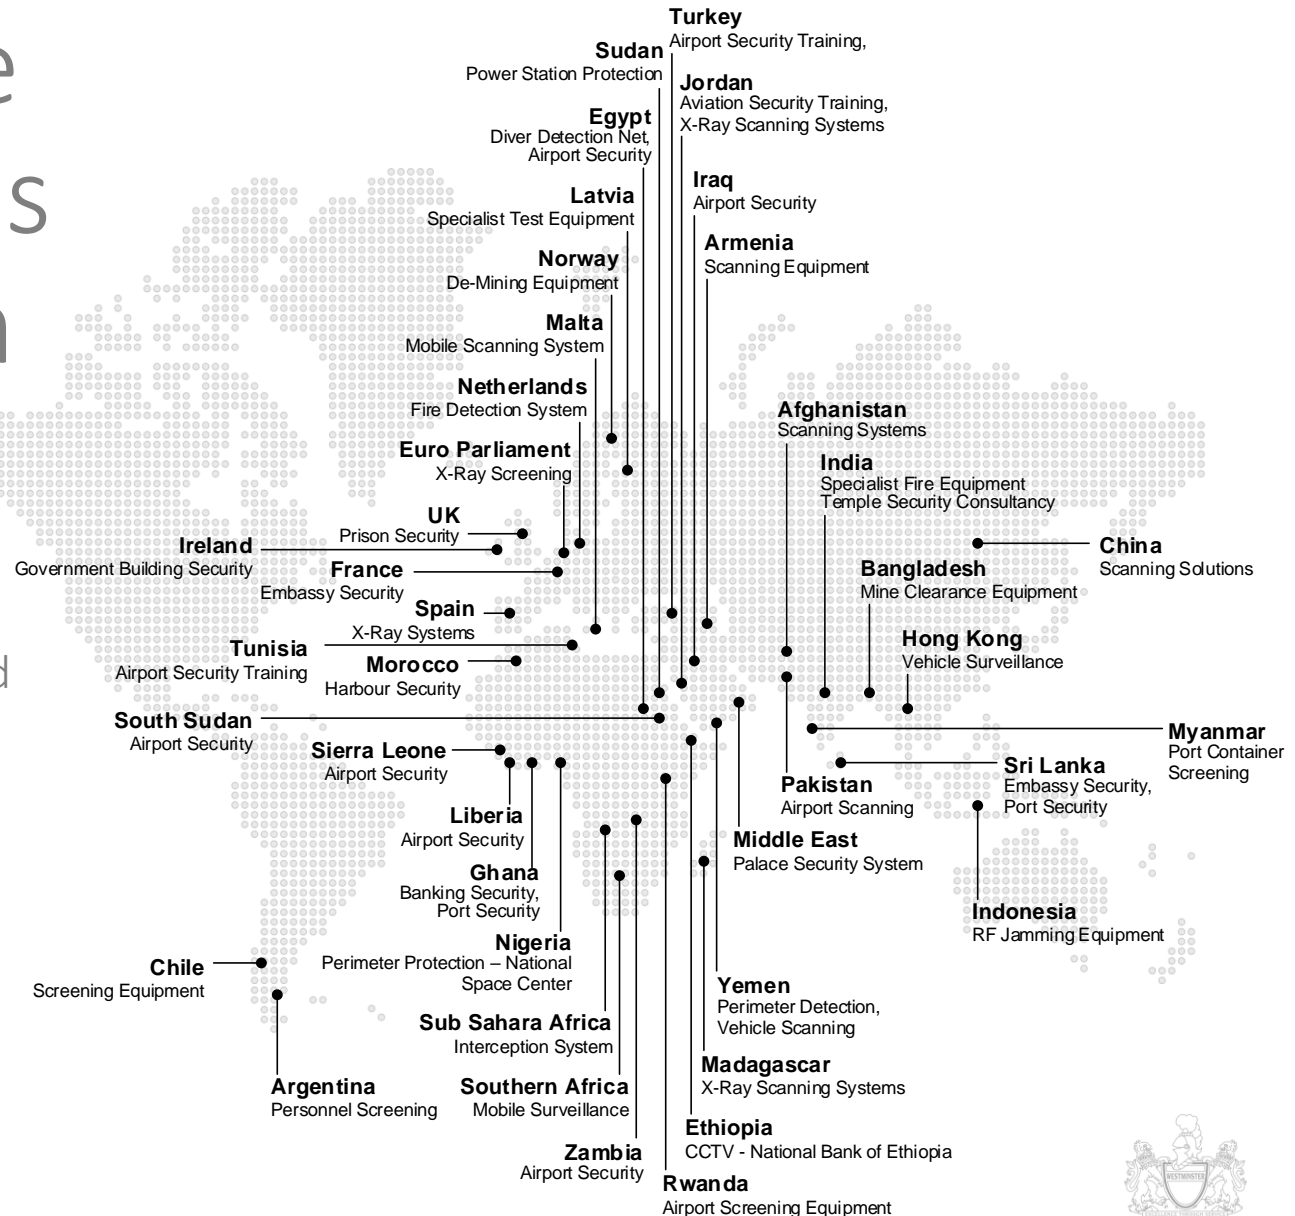 e
s
n
d
Turkey
Airport Security Training,
Sudan
Power Station Protection
Jordan
Aviation Security Training,
X-Ray Scanning Systems
Egypt
Diver Detection Net,
Airport Security
Iraq
Airport Security
Latvia
Specialist Test Equipment
Armenia
Scanning Equipment
Norway
De-Mining Equipment
Malta
Mobile Scanning System
Netherlands
Fire Detection System
Afghanistan
Scanning Systems
Euro Parliament
X-Ray Screening
India
Specialist Fire Equipment
Temple Security Consultancy
UK
Prison Security
Ireland
Government Building Security
China
Scanning Solutions
France
Embassy Security
Bangladesh
Mine Clearance Equipment
Spain
X-Ray Systems
Hong Kong
Vehicle Surveillance
Tunisia
Airport Security Training
Morocco
Harbour Security
South Sudan
Airport Security
Myanmar
Port Container
Screening
Sierra Leone
Airport Security
Sri Lanka
Embassy Security,
Port Security
Pakistan
Airport Scanning
Liberia
Airport Security
Middle East
Palace Security System
Ghana
Banking Security,
Port Security
Indonesia
RF Jamming Equipment
Nigeria
Perimeter Protection – National
Space Center
Chile
Screening Equipment
Yemen
Perimeter Detection,
Vehicle Scanning
Sub Sahara Africa
Interception System
Madagascar
X-Ray Scanning Systems
Argentina
Personnel Screening
Southern Africa
Mobile Surveillance
Ethiopia
CCTV - National Bank of Ethiopia
Zambia
Airport Security
Rwanda
Airport Screening Equipment
WESTMINSTER